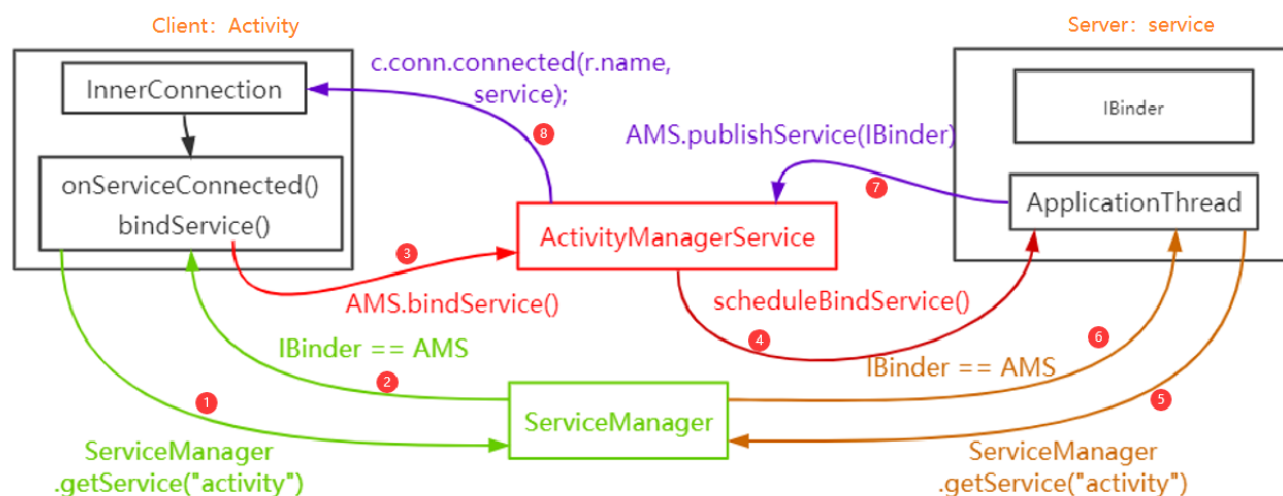 Client: Activity
Server: service
InnerConnection
c.conn.connected(r.name,
service);
8
IBinder
AMS.publishService(IBinder)
7
onServiceConnected()
bindService()
ApplicationThread
ActivityManagerService
3
AMS.bindService()
scheduleBindService()
4
IBinder == AMS
2
6
IBinder == AMS
1
5
ServiceManager
ServiceManager
.getService("activity")
ServiceManager
.getService("activity")